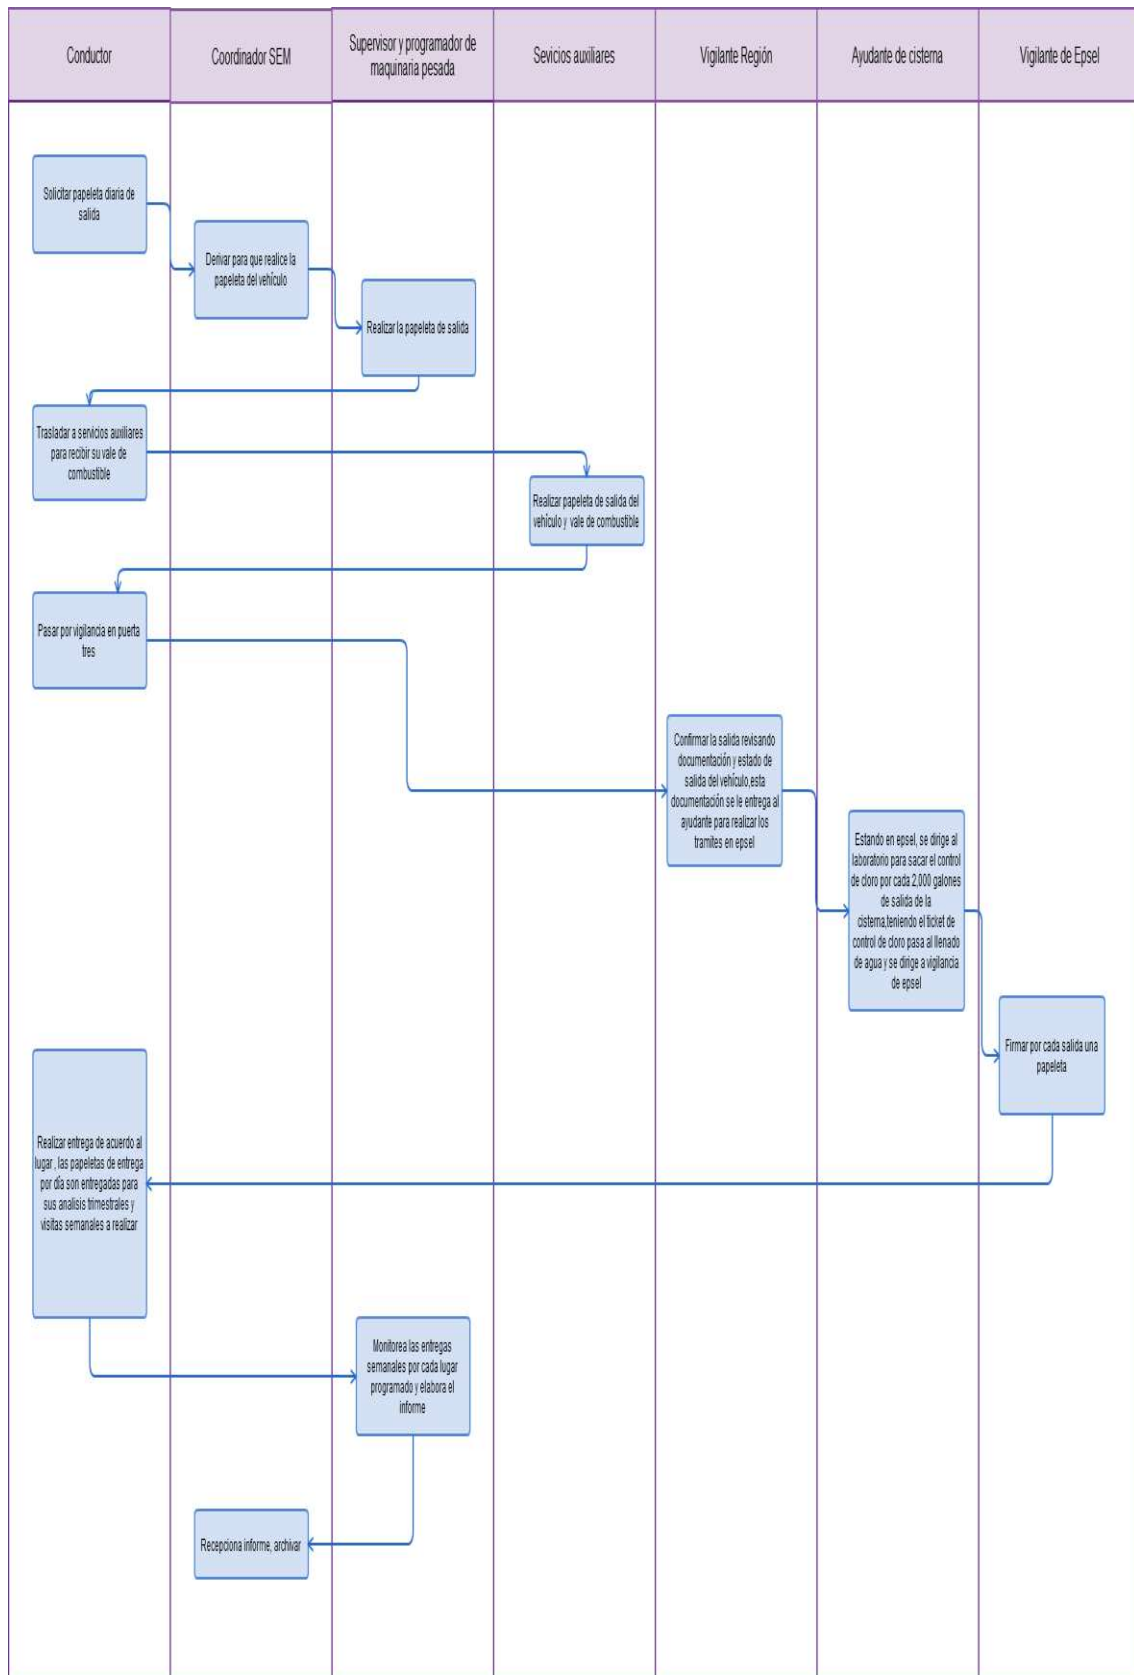 Conductor
Coordinador SEM
Supervisor y programador de
maquinaria pesada
Sevicios auxiliares
Vigilante Región
Ayudante de cisterna
Vigilante de Epsel
Solicitar papeleta diaria de
salida
Derivar para que realice la
papeleta del vehículo
Realizar la papeleta de salida
Trasladar a servicios auxiliares
para recibir su vale de
combustible
Realizar papeleta de salida del
vehículo y vale de combustible
Pasar por vigilancia en puerta
tres
Confirmar la salida revisando
documentación y estado de
salida del vehículo,esta
documentación se le entrega al
ayudante para realizar los
tramites en epsel
Estando en epsel, se dirige al
laboratorio para sacar el control
de cloro por cada 2,000 galones
de salida de la
cisterna,teniendo el ticket de
control de cloro pasa al llenado
de agua y se dirige a vigilancia
de epsel
Firmar por cada salida una
papeleta
Realizar entrega de acuerdo al
lugar , las papeletas de entrega
por día son entregadas para
sus analisis trimestrales y
visitas semanales a realizar
Monitorea las entregas
semanales por cada lugar
programado y elabora el
informe
Recepciona informe, archivar